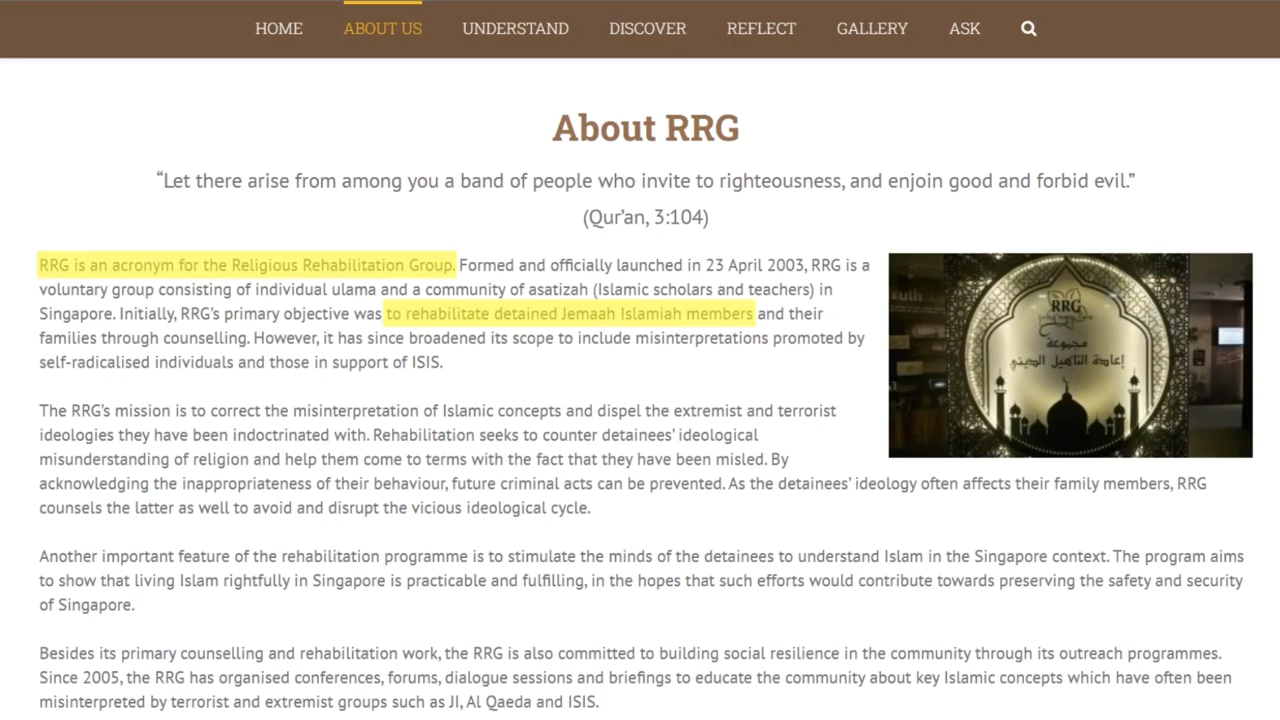 HOME ABOUT US UNDERSTAND DISCOVER REFLECT GALLERY ASK
About RRG
“Let there arise from among you a band of people who invite to righteousness, and enjoin good and forbid evil.”
(Qur’an, 3:104)
RRG is an acronym for the Religious Rehabilitation Group. Formed and officially launched in 23 April 2003, RRG is a
voluntary group consisting of individual ulama and a community of asatizah (Islamic scholars and teachers) in
Singapore. Initially, RRG’s primary objective was to rehabilitate detained Jemaah Islamiah members and their
families through counselling. However, it has since broadened its scope to include misinterpretations promoted by
self-radicalised individuals and those in support of ISIS.
RRG
مجموعة
إعادة التأهيل الديني
The RRG’s mission is to correct the misinterpretation of Islamic concepts and dispel the extremist and terrorist
ideologies they have been indoctrinated with. Rehabilitation seeks to counter detainees’ ideological
misunderstanding of religion and help them come to terms with the fact that they have been misled. By
acknowledging the inappropriateness of their behaviour, future criminal acts can be prevented. As the detainees’ ideology often affects their family members, RRG
counsels the latter as well to avoid and disrupt the vicious ideological cycle.
Another important feature of the rehabilitation programme is to stimulate the minds of the detainees to understand Islam in the Singapore context. The program aims
to show that living Islam rightfully in Singapore is practicable and fulfilling, in the hopes that such efforts would contribute towards preserving the safety and security
of Singapore.
Besides its primary counselling and rehabilitation work, the RRG is also committed to building social resilience in the community through its outreach programmes.
Since 2005, the RRG has organised conferences, forums, dialogue sessions and briefings to educate the community about key Islamic concepts which have often been
misinterpreted by terrorist and extremist groups such as JI, Al Qaeda and ISIS.